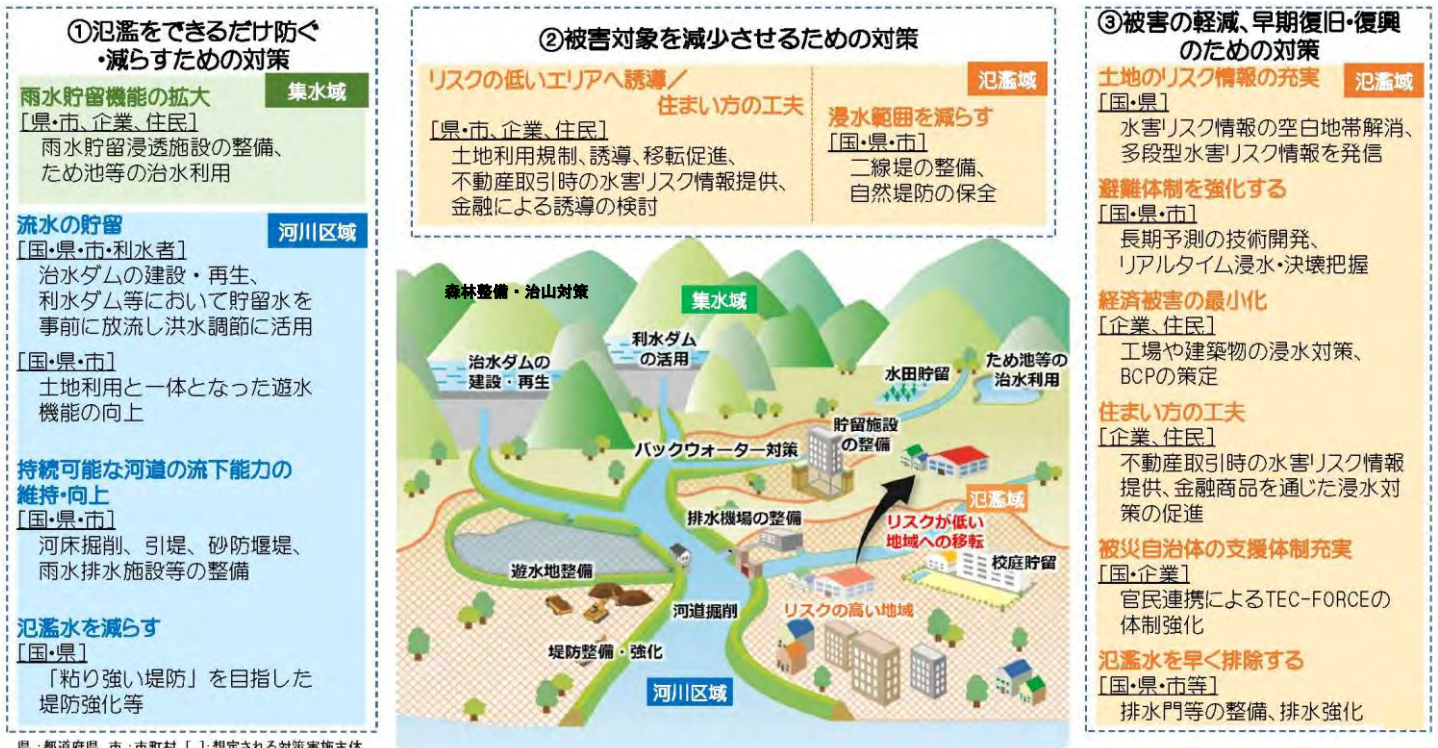 ①氾濫をできるだけ防ぐ
・減らすための対策
集水域
雨水貯留機能の拡大
[県・市、企業、住民]
雨水貯留浸透施設の整備、
ため池等の治水利用
流水の貯留
河川区域
[国・県・市・利水者]
治水ダムの建設・再生、
利水ダム等において貯留水を
事前に放流し洪水調節に活用
[国・県・市]
土地利用と一体となった遊水
機能の向上
持続可能な河道の流下能力の
維持・向上
[国・県・市]
河床掘削、引堤、砂防堰堤、
雨水排水施設等の整備
氾濫水を減らす
[国・県]
「粘り強い堤防」を目指した
堤防強化等
県：都道府県 市：市町村 [ ]：想定される対策実施主体
②被害対象を減少させるための対策
リスクの低いエリアへ誘導／
住まい方の工夫
[県・市、企業、住民]
土地利用規制、誘導、移転促進、
不動産取引時の水害リスク情報提供、
金融による誘導の検討
氾濫域
浸水範囲を減らす
[国・県・市]
二線堤の整備、
自然堤防の保全
森林整備・治山対策
集水域
治水ダムの
建設・再生
利水ダム
の活用
水田貯留
ため池等の
治水利用
バックウォーター対策
貯留施設
の整備
氾濫域
排水機場の整備
リスクが低い
地域への移転
校庭貯留
遊水地整備
河道掘削
リスクの高い地域
堤防整備・強化
河川区域
③被害の軽減、早期復旧・復興
のための対策
土地のリスク情報の充実
氾濫域
[国・県]
水害リスク情報の空白地帯解消、
多段型水害リスク情報を発信
避難体制を強化する
[国・県・市]
長期予測の技術開発、
リアルタイム浸水・決壊把握
経済被害の最小化
[企業、住民]
工場や建築物の浸水対策、
BCPの策定
住まい方の工夫
[企業、住民]
不動産取引時の水害リスク情報
提供、金融商品を通じた浸水対
策の促進
被災自治体の支援体制充実
[国・企業]
官民連携によるTEC-FORCEの
体制強化
氾濫水を早く排除する
[国・県・市等]
排水門等の整備、排水強化